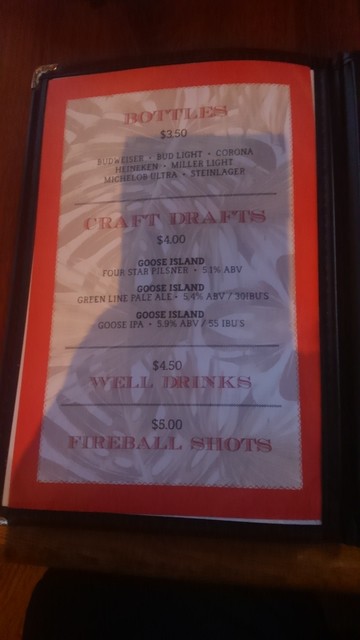 BOTTLES
$3.50
BUDWEISER • BUD LIGHT • CORONA
HEINEKEN • MILLER LIGHT
MICHELOB ULTRA • STEINLAGER
CRAFT DRAFTS
$4.00
GOOSE ISLAND
FOUR STAR PILSNER • 5.1% ABV
GOOSE ISLAND
GREEN LINE PALE ALE • 5.4% ABV / 30IBU'S
GOOSE ISLAND
GOOSE IPA • 5.9% ABV / 55 IBU'S
$4.50
WELL DRINKS
$5.00
FIREBALL SHOTS